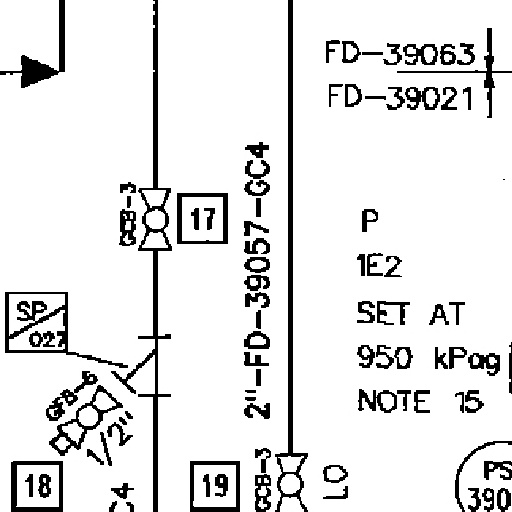 FD-39063
FD-39021
GCB-3
17
2"-FD-39057-GC4
P
1E2
SET AT
950 kPag
NOTE 15
SP
027
GFB-6
1/2"
18
C4
19
GCB-3
LO
PS
390